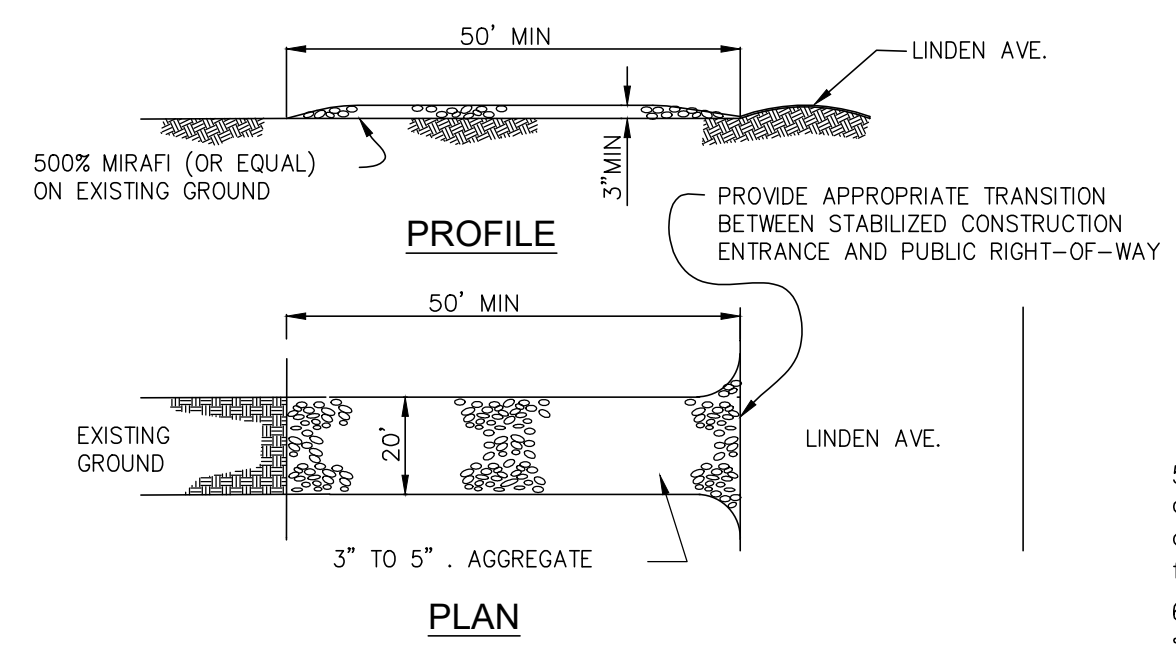 50' MIN
LINDEN AVE.
500% MIRAFI (OR EQUAL)
ON EXISTING GROUND
3"MIN
PROFILE
PROVIDE APPROPRIATE TRANSITION
BETWEEN STABILIZED CONSTRUCTION
ENTRANCE AND PUBLIC RIGHT-OF-WAY
50' MIN
EXISTING
GROUND
20'
LINDEN AVE.
3" TO 5" . AGGREGATE
PLAN